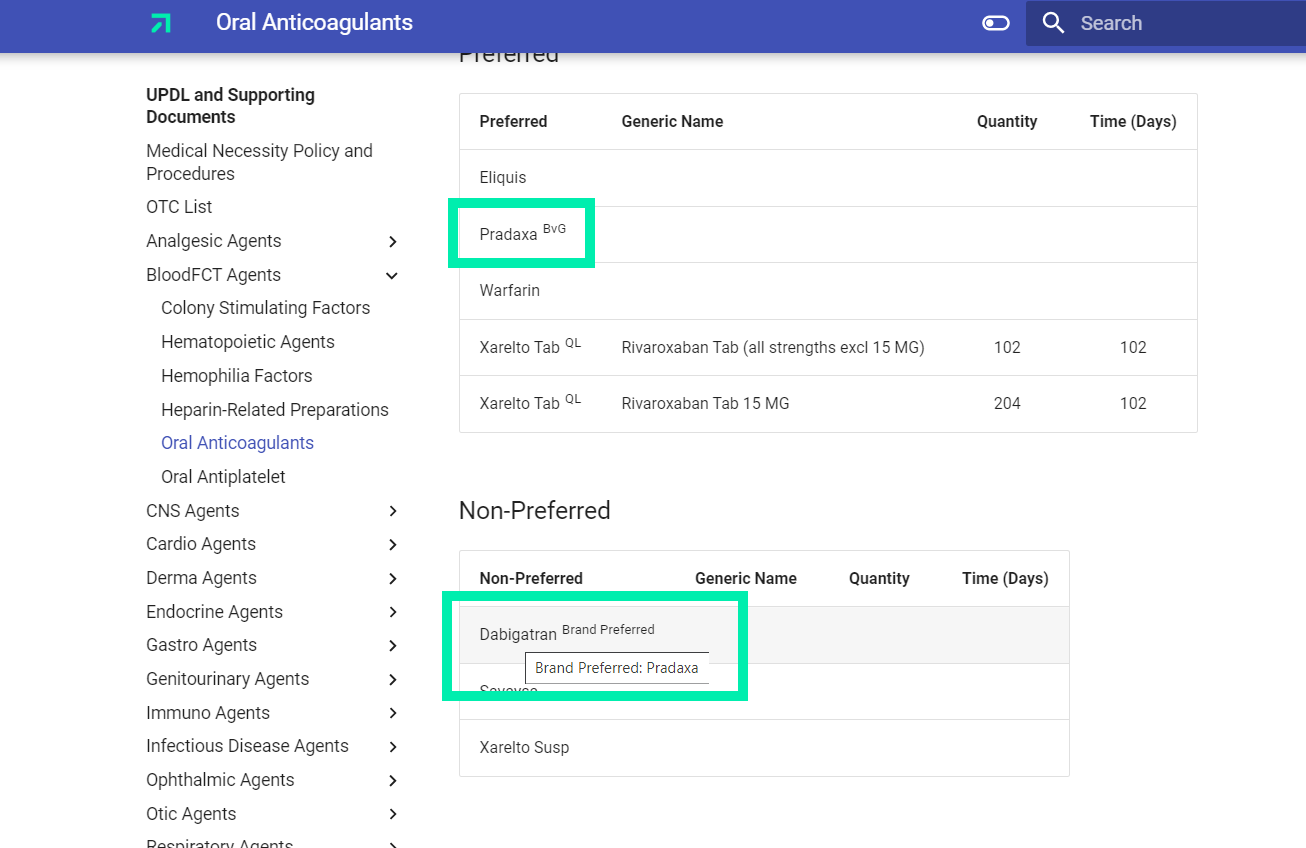 Oral Anticoagulants
Search
Preferred
UPDL and Supporting
Documents
Medical Necessity Policy and
Procedures
OTC List
Analgesic Agents
BloodFCT Agents
Colony Stimulating Factors
Hematopoietic Agents
Hemophilia Factors
Heparin-Related Preparations
Oral Anticoagulants
Oral Antiplatelet
CNS Agents
Cardio Agents
Derma Agents
Endocrine Agents
Gastro Agents
Genitourinary Agents
Immuno Agents
Infectious Disease Agents
Ophthalmic Agents
Otic Agents
Respiratory Agents
Preferred Generic Name Quantity Time (Days)
Eliquis
Pradaxa BvG
Warfarin
Xarelto Tab QL Rivaroxaban Tab (all strengths excl 15 MG) 102 102
Xarelto Tab QL Rivaroxaban Tab 15 MG 204 102
Non-Preferred
Non-Preferred Generic Name Quantity Time (Days)
Dabigatran Brand Preferred
Brand Preferred: Pradaxa
Xarelto Susp